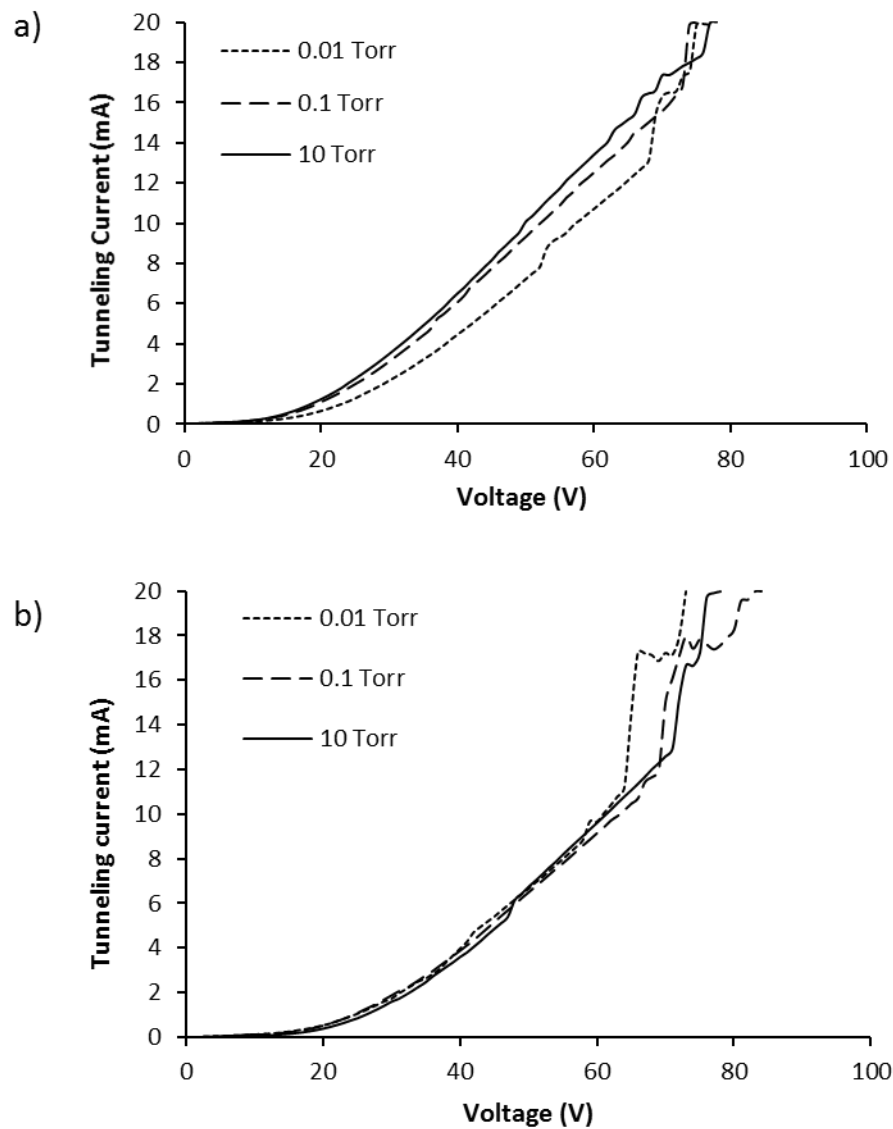 a)
0.01 Torr
0.1 Torr
10 Torr
Tunneling Current (mA)
20
18
16
14
12
10
8
6
4
2
0
0 20 40 60 80 100
Voltage (V)
b)
0.01 Torr
0.1 Torr
10 Torr
Tunneling current (mA)
20
18
16
14
12
10
8
6
4
2
0
0 20 40 60 80 100
Voltage (V)